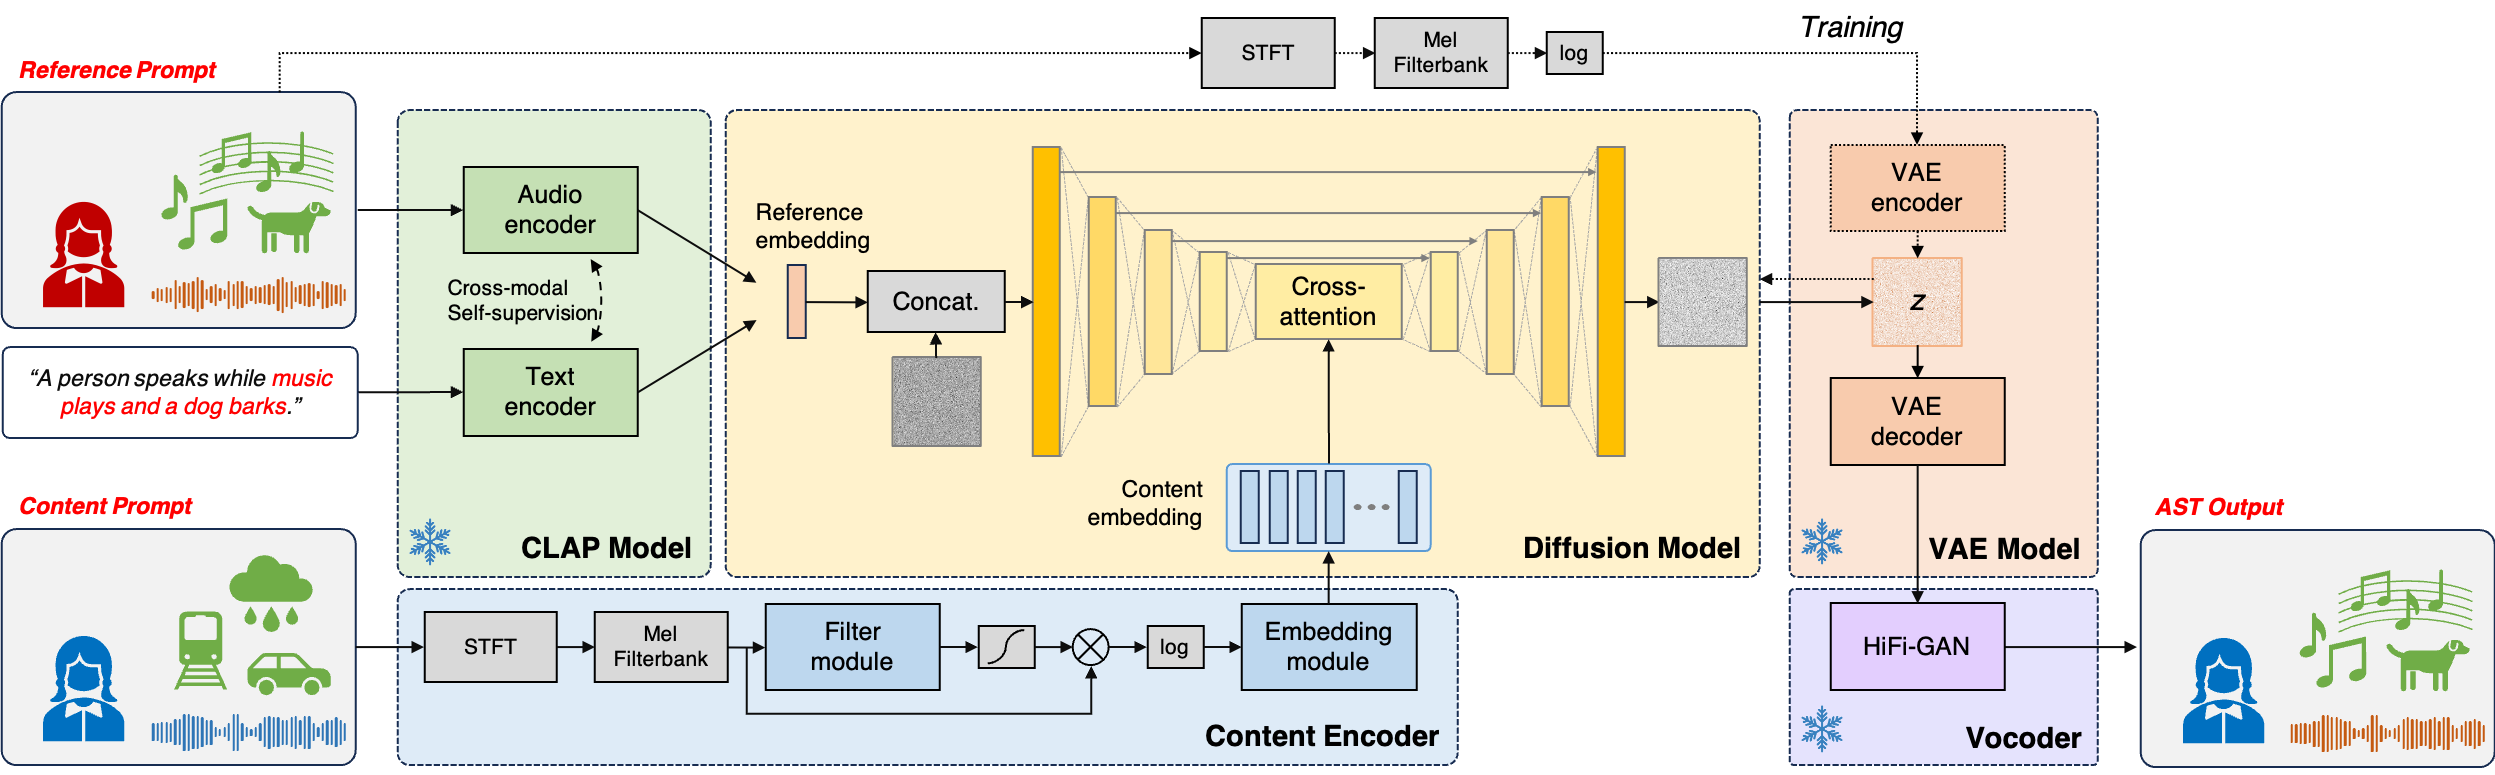 Training
STFT
Mel
Filterbank
log
Reference Prompt
Audio
encoder
Cross-modal
Self-supervision
Text
encoder
CLAP Model
“A person speaks while music
plays and a dog barks.”
Reference
embedding
Concat.
Cross-
attention
Content
embedding
Diffusion Model
VAE
encoder
z
VAE
decoder
VAE Model
Content Prompt
STFT
Mel
Filterbank
Filter
module
log
Embedding
module
Content Encoder
HiFi-GAN
Vocoder
AST Output